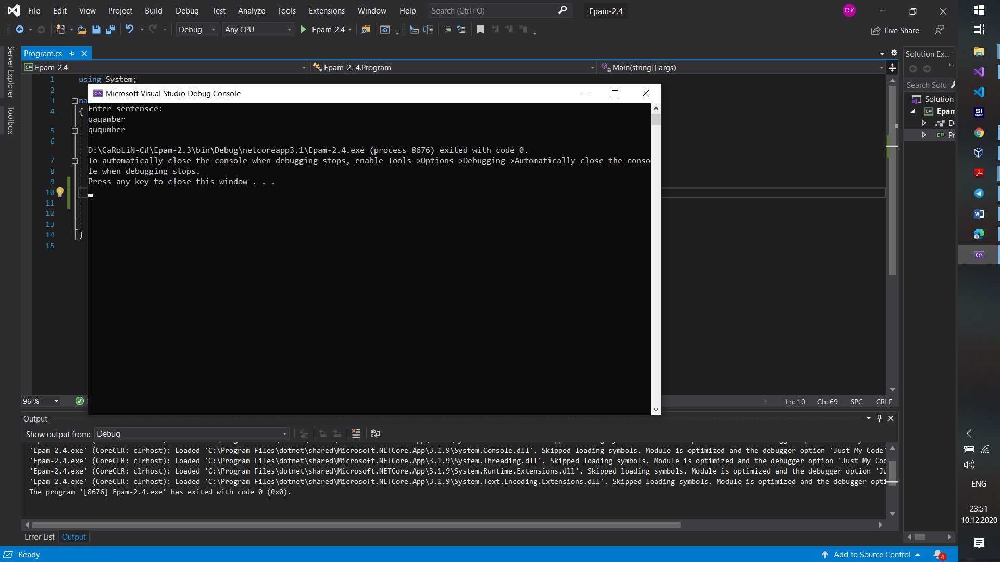 File Edit View Project Build Debug Test Analyze Tools Extensions Window Help Search (Ctrl+Q) Epam-2.4 OK
Debug Any CPU Epam-2.4 Live Share
Server Explorer
Toolbox
Program.cs
Solution Ex...
C# Epam-2.4 Epam_2._4.Program Main(string[] args)
Search Solu
Solution
C# Epam
D
C# Pr
1 using System;
2
3 na
4 {
5
6
7
8
9
10
11
12
13
14 }
15
Microsoft Visual Studio Debug Console
Enter sentensce:
qaqamber
ququmber
D:\CaRoLiN-C#\Epam-2.3\bin\Debug\netcoreapp3.1\Epam-2.4.exe (process 8676) exited with code 0.
To automatically close the console when debugging stops, enable Tools->Options->Debugging->Automatically close the conso
le when debugging stops.
Press any key to close this window . . .
96 % Ln: 10 Ch: 69 SPC CRLF
Output
Show output from: Debug
'Epam-2.4.exe' (CoreCLR: clrhost): Loaded 'C:\Program Files\dotnet\shared\Microsoft.NETCore.App\3.1.9\System.Console.dll'. Skipped loading symbols. Module is optimized and the debugger option 'Just My Code'
'Epam-2.4.exe' (CoreCLR: clrhost): Loaded 'C:\Program Files\dotnet\shared\Microsoft.NETCore.App\3.1.9\System.Threading.dll'. Skipped loading symbols. Module is optimized and the debugger option 'Just My Cod
'Epam-2.4.exe' (CoreCLR: clrhost): Loaded 'C:\Program Files\dotnet\shared\Microsoft.NETCore.App\3.1.9\System.Runtime.Extensions.dll'. Skipped loading symbols. Module is optimized and the debugger option 'Ju
'Epam-2.4.exe' (CoreCLR: clrhost): Loaded 'C:\Program Files\dotnet\shared\Microsoft.NETCore.App\3.1.9\System.Text.Encoding.Extensions.dll'. Skipped loading symbols. Module is optimized and the debugger opti
The program '[8676] Epam-2.4.exe' has exited with code 0 (0x0).
Error List Output
Ready Add to Source Control 4
SI
GAME
ENG
23:51
10.12.2020